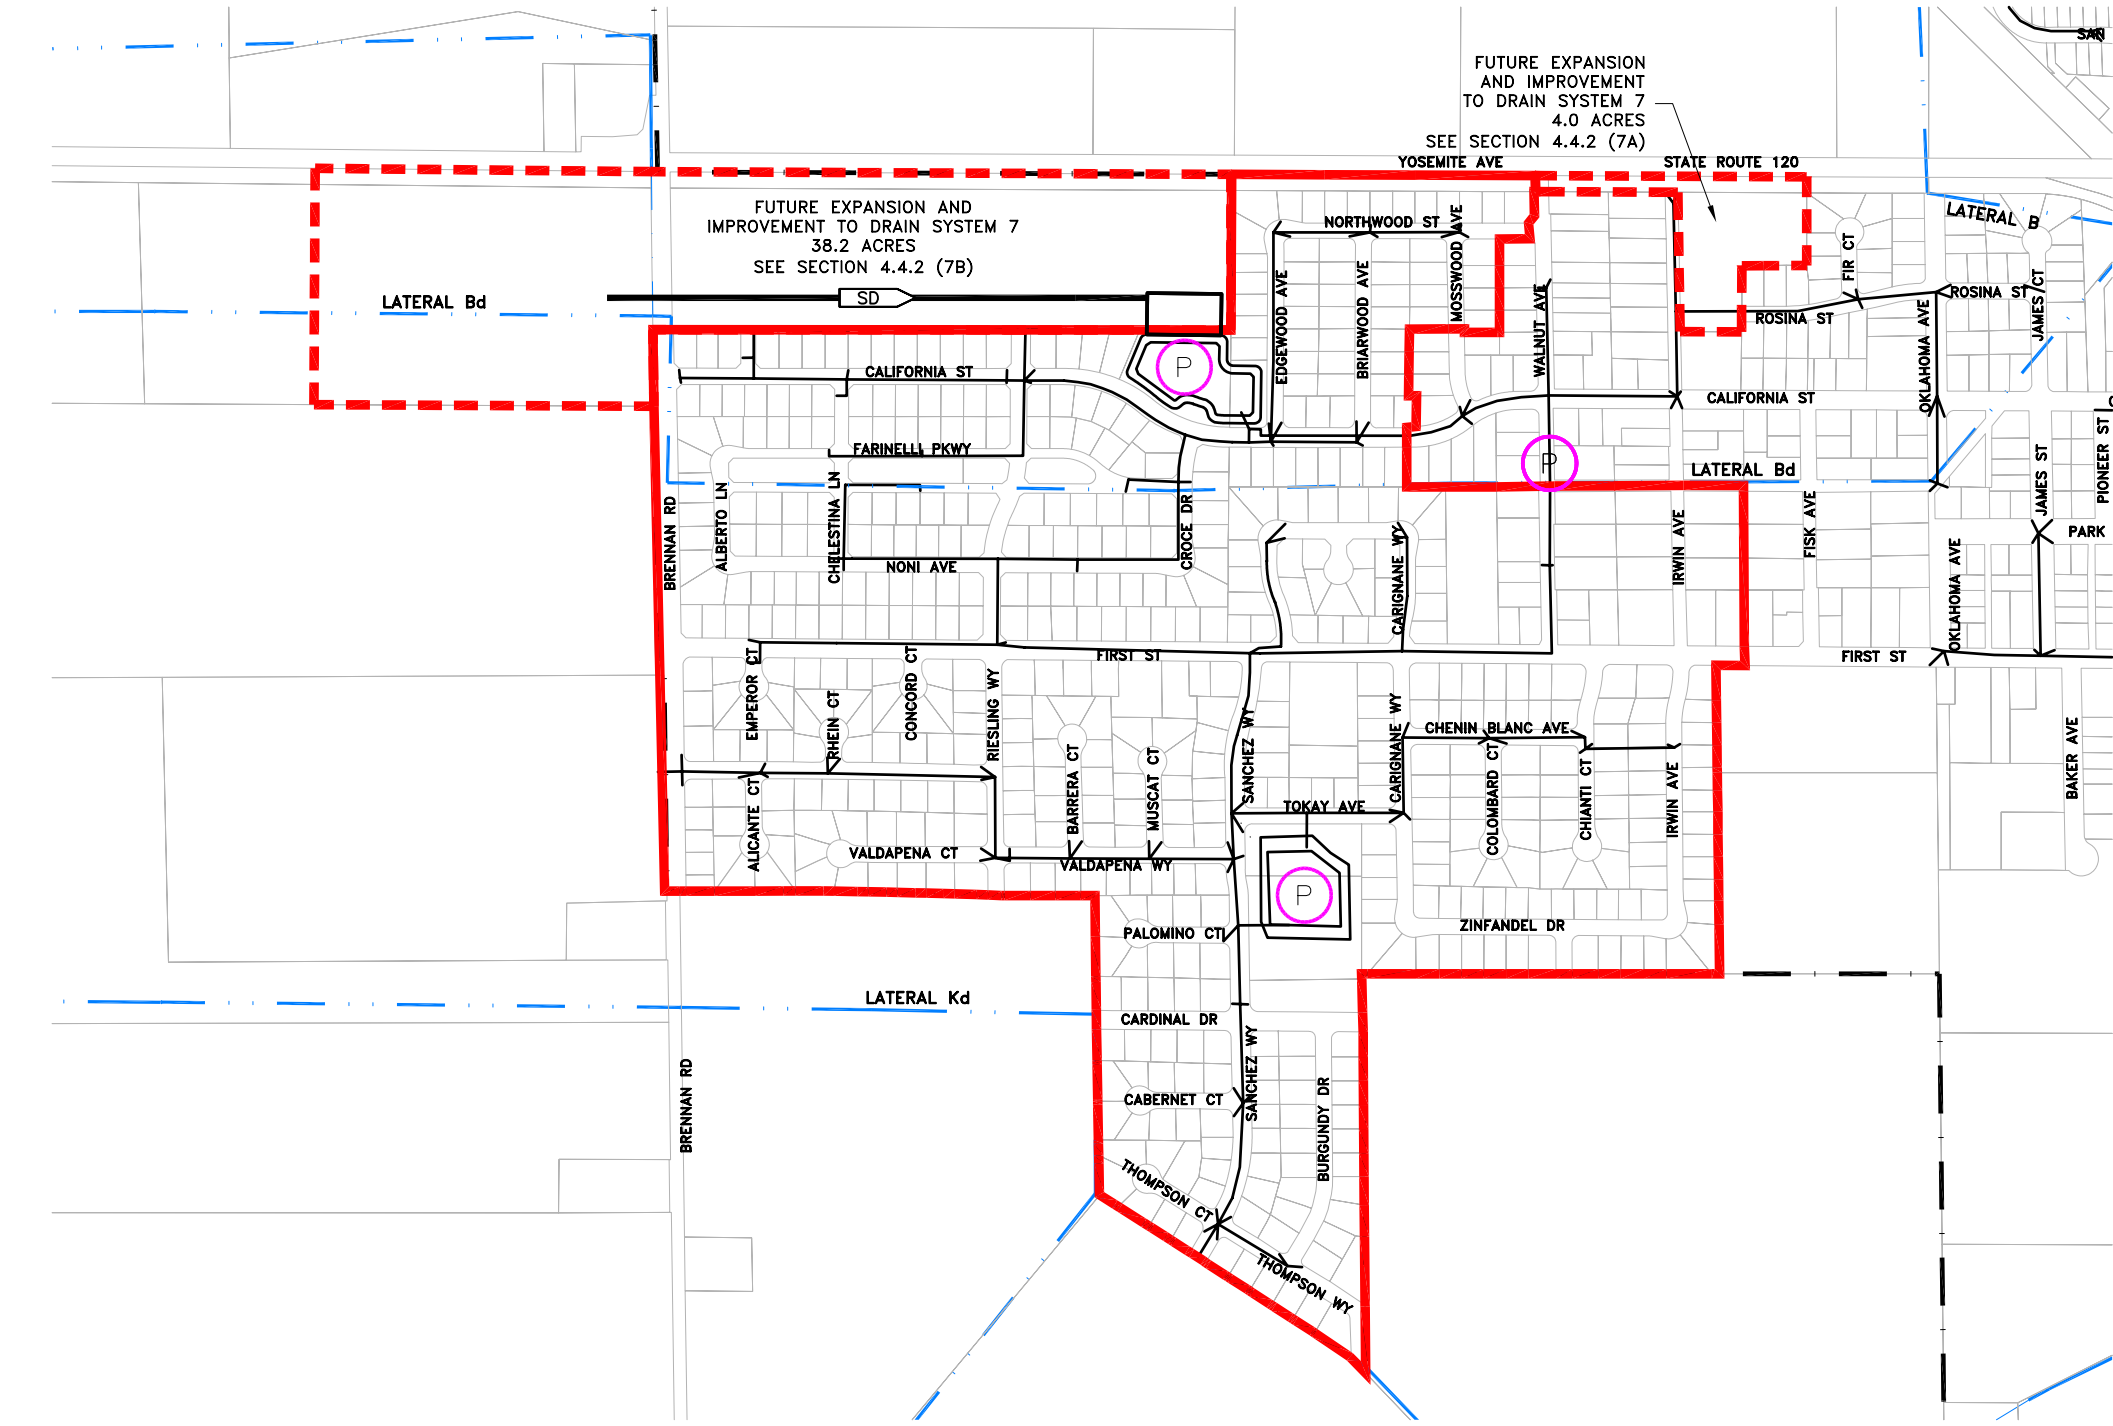 SAN
FUTURE EXPANSION
AND IMPROVEMENT
TO DRAIN SYSTEM 7
4.0 ACRES
SEE SECTION 4.4.2 (7A)
YOSEMITE AVE
STATE ROUTE 120
FUTURE EXPANSION AND
IMPROVEMENT TO DRAIN SYSTEM 7
38.2 ACRES
SEE SECTION 4.4.2 (7B)
LATERAL Bd
SD
NORTHWOOD ST
MOSSWOOD AVE
EDGEWOOD AVE
BRIARWOOD AVE
WALNUT AVE
LATERAL B
FIR CT
ROSINA ST
ROSINA ST
JAMES CT
OKLAHOMA AVE
CALIFORNIA ST
P
CALIFORNIA ST
PIONEER ST
FARINELLI PKWY
P
LATERAL Bd
JAMES ST
BRENNAN RD
ALBERTO LN
CHELESTINA LN
CROCE DR
NONI AVE
CARIGNANE WY
IRWIN AVE
FISK AVE
OKLAHOMA AVE
PARK
FIRST ST
FIRST ST
EMPEROR CT
RHEIN CT
CONCORD CT
RIESLING WY
BARRERA CT
MUSCAT CT
SANCHEZ WY
CARIGNANE WY
CHENIN BLANC AVE
COLOMBARD CT
CHIANTI CT
IRWIN AVE
BAKER AVE
TOKAY AVE
ALICANTE CT
VALDAPENA CT
VALDAPENA WY
P
PALOMINO CT
ZINFANDEL DR
LATERAL Kd
CARDINAL DR
SANCHEZ WY
BRENNAN RD
CABERNET CT
BURGUNDY DR
THOMPSON CT
THOMPSON WY